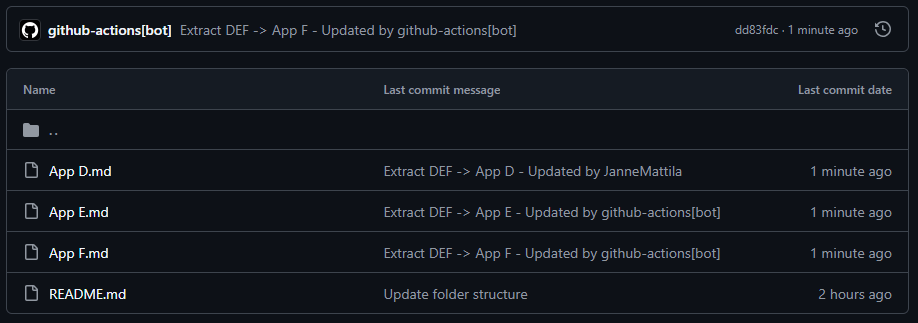 github-actions[bot] Extract DEF -> App F - Updated by github-actions[bot] dd83fdc · 1 minute ago
Name Last commit message Last commit date
..
App D.md Extract DEF -> App D - Updated by JanneMattila 1 minute ago
App E.md Extract DEF -> App E - Updated by github-actions[bot] 1 minute ago
App F.md Extract DEF -> App F - Updated by github-actions[bot] 1 minute ago
README.md Update folder structure 2 hours ago